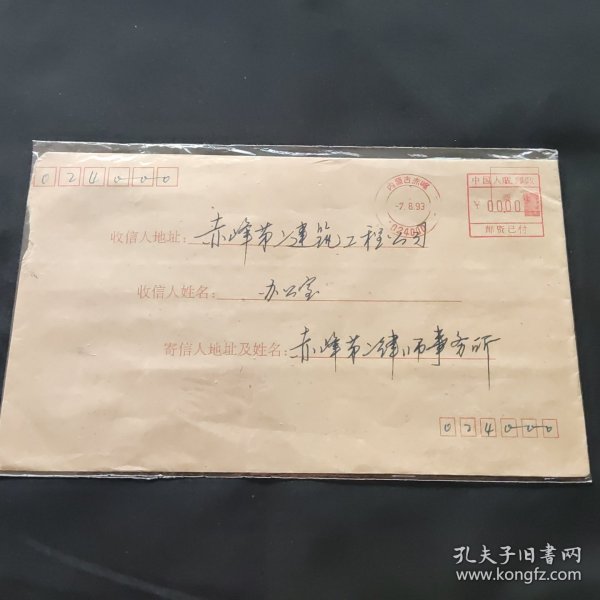 024000
内蒙古赤峰
-7.8.93
024000
中国人民邮政
¥ 0000
邮资已付
收信人地址：赤峰第二建筑工程公司
收信人姓名：办公室
寄信人地址及姓名：赤峰第二律师事务所
024000
孔夫子旧书网
www.kongfz.com